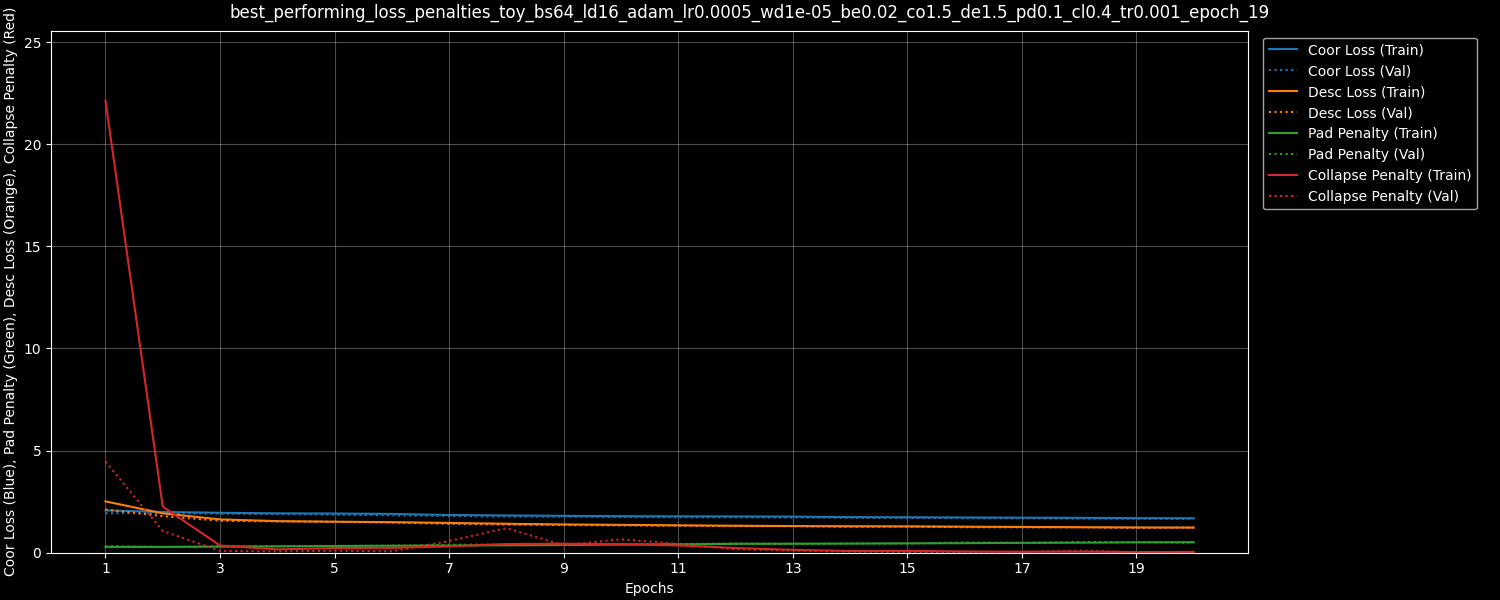 best_performing_loss_penalties_toy_bs64_ld16_adam_lr0.0005_wd1e-05_be0.02_co1.5_de1.5_pd0.1_cl0.4_tr0.001_epoch_19
Coor Loss (Blue), Pad Penalty (Green), Desc Loss (Orange), Collapse Penalty (Red)
25
20
15
10
5
0
1 3 5 7 9 11 13 15 17 19
Epochs
Coor Loss (Train)
Coor Loss (Val)
Desc Loss (Train)
Desc Loss (Val)
Pad Penalty (Train)
Pad Penalty (Val)
Collapse Penalty (Train)
Collapse Penalty (Val)